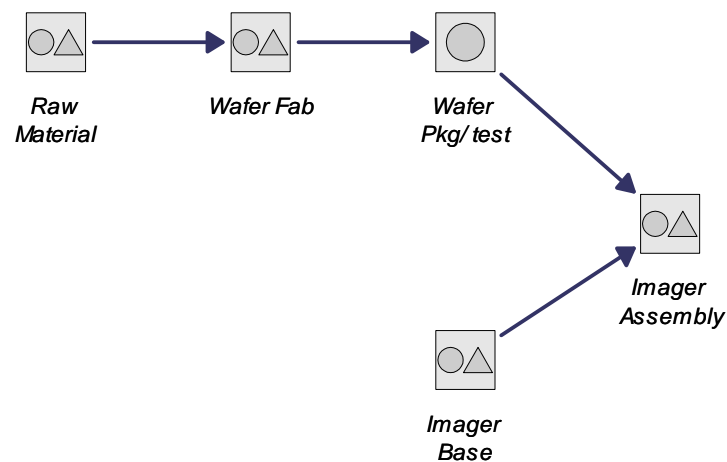 Raw
Material
Wafer Fab
Wafer
Pkg/test
Imager
Assembly
Imager
Base